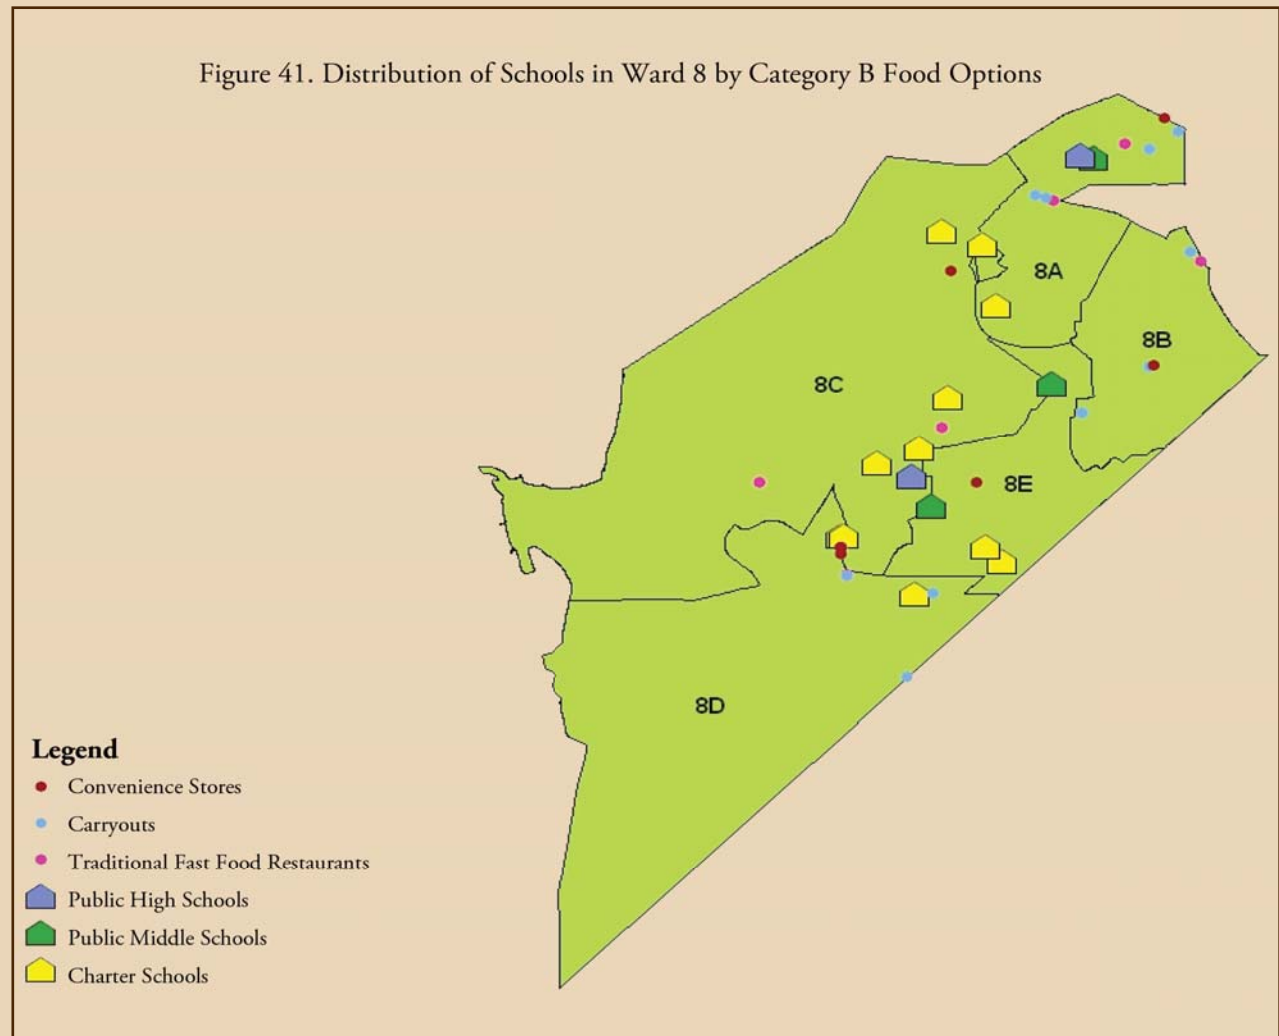 Figure 41. Distribution of Schools in Ward 8 by Category B Food Options
8A
8B
8C
8E
8D
Legend
Convenience Stores
Carryouts
Traditional Fast Food Restaurants
Public High Schools
Public Middle Schools
Charter Schools